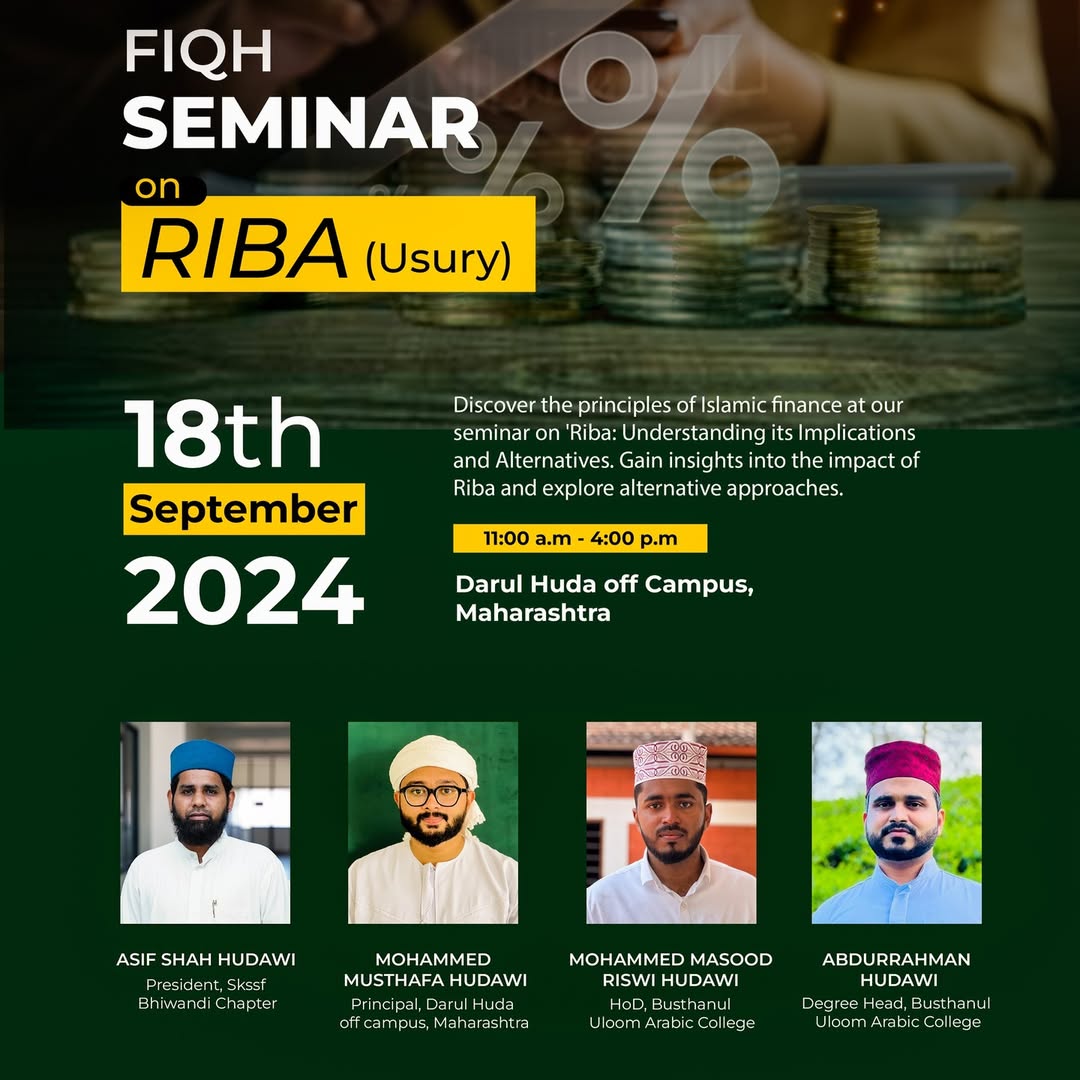 FIQH
SEMINAR
on
RIBA (Usury)
18th
September
2024
Discover the principles of Islamic finance at our
seminar on 'Riba: Understanding its Implications
and Alternatives. Gain insights into the impact of
Riba and explore alternative approaches.
11:00 a.m - 4:00 p.m
Darul Huda off Campus,
Maharashtra
ASIF SHAH HUDAWI
President, Skssf
Bhiwandi Chapter
MOHAMMED
MUSTHAFA HUDAWI
Principal, Darul Huda
off campus, Maharashtra
MOHAMMED MASOOD
RISWI HUDAWI
HoD, Busthanul
Uloom Arabic College
ABDURRAHMAN
HUDAWI
Degree Head, Busthanul
Uloom Arabic College